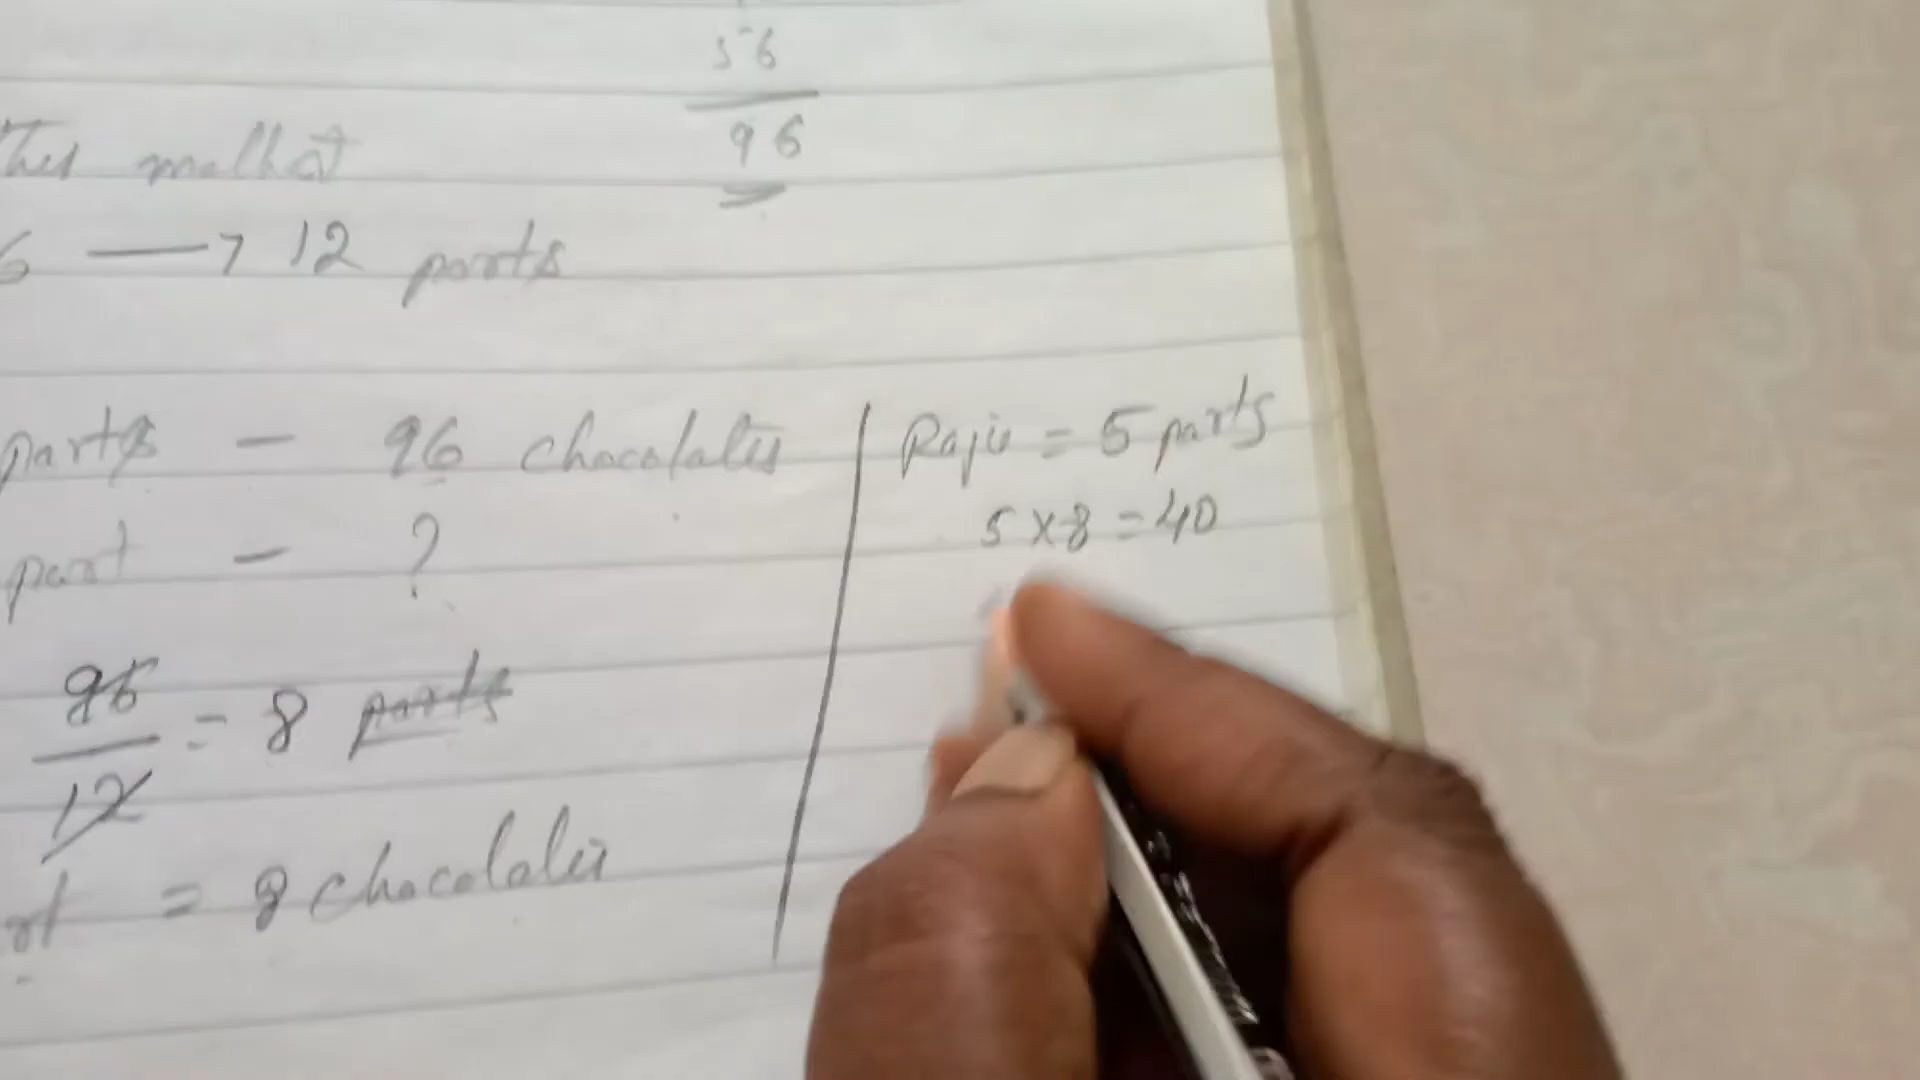 56
96
6 → 12 parts
parts - 96 chocolates
part - ?
96
12
= 8 parts
= 8 chocolates
Raju = 5 parts
5 x 8 = 40